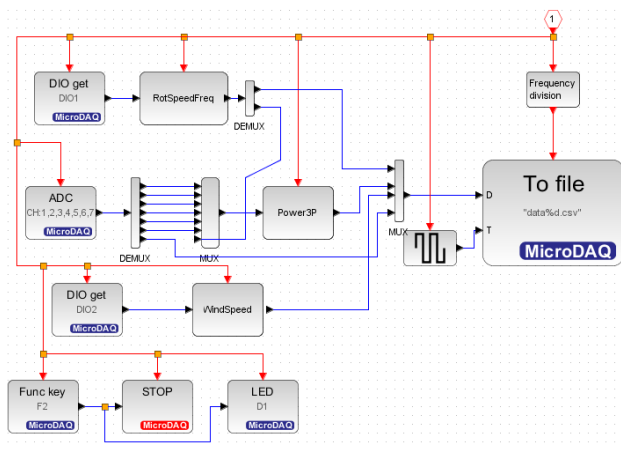 1
DIO get
DIO1
MicroDAQ
RotSpeedFreq
DEMUX
Frequency
division
ADC
CH:1,2,3,4,5,6,7
MicroDAQ
DEMUX
MUX
Power3P
MUX
To file
"data%d.csv"
D
T
MicroDAQ
DIO get
DIO2
MicroDAQ
WindSpeed
Func key
F2
MicroDAQ
STOP
MicroDAQ
LED
D1
MicroDAQ